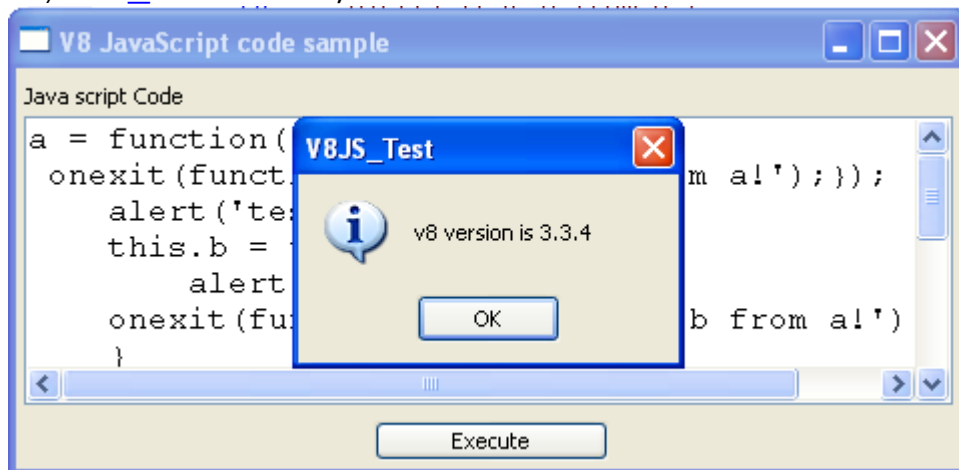 V8 JavaScript code sample
Java script Code
a = function(
onexit(funct
m a!');});
alert('te
this.b =
alert
onexit(fu
b from a!')
}
V8JS_Test
v8 version is 3.3.4
OK
Execute